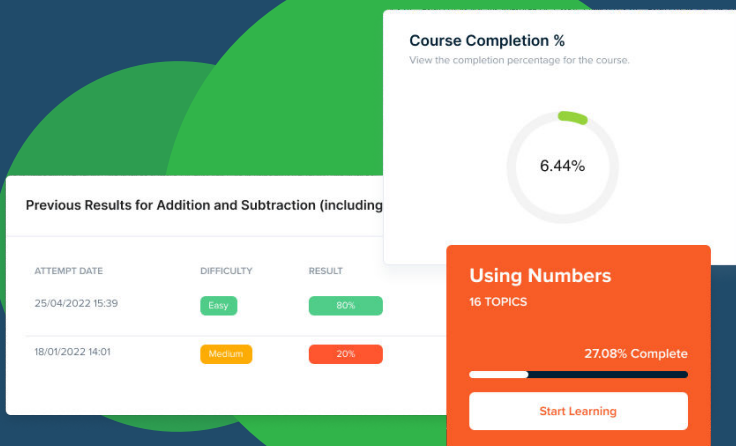 Course Completion %
View the completion percentage for the course.
6.44%
Previous Results for Addition and Subtraction (including
ATTEMPT DATE DIFFICULTY RESULT
25/04/2022 15:39 Easy 80%
18/01/2022 14:01 Medium 20%
Using Numbers
16 TOPICS
27.08% Complete
Start Learning